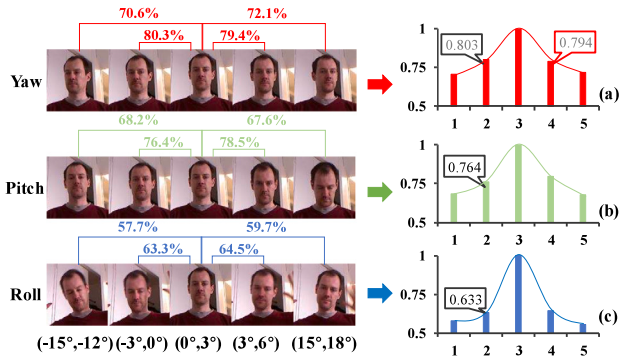 70.6% 72.1%
80.3% 79.4%
Yaw
68.2% 67.6%
76.4% 78.5%
Pitch
57.7% 59.7%
63.3% 64.5%
Roll
(-15°,-12°) (-3°,0°) (0°,3°) (3°,6°) (15°,18°)
1
0.803 0.794
0.75
0.5
1 2 3 4 5
(a)
1
0.764
0.75
0.5
1 2 3 4 5
(b)
1
0.633
0.75
0.5
1 2 3 4 5
(c)